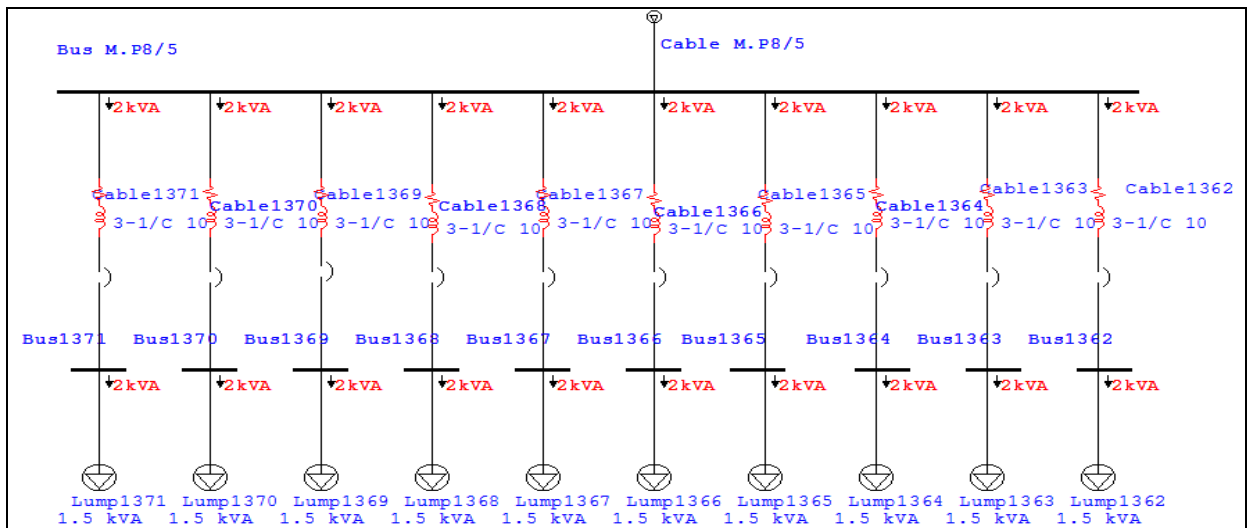 Bus M.P8/5
Cable M.P8/5
2kVA 2kVA 2kVA 2kVA 2kVA 2kVA 2kVA 2kVA 2kVA 2kVA
Cable1371 Cable1369 Cable1367 Cable1365 Cable1363 Cable1362
Cable1370 Cable1368 Cable1366 Cable1364
3-1/C 10 3-1/C 10 3-1/C 10 3-1/C 10 3-1/C 10 3-1/C 10 3-1/C 10 3-1/C 10 3-1/C 10 3-1/C 10
Bus1371 Bus1370 Bus1369 Bus1368 Bus1367 Bus1366 Bus1365 Bus1364 Bus1363 Bus1362
2kVA 2kVA 2kVA 2kVA 2kVA 2kVA 2kVA 2kVA 2kVA 2kVA
Lump1371 Lump1370 Lump1369 Lump1368 Lump1367 Lump1366 Lump1365 Lump1364 Lump1363 Lump1362
1.5 kVA 1.5 kVA 1.5 kVA 1.5 kVA 1.5 kVA 1.5 kVA 1.5 kVA 1.5 kVA 1.5 kVA 1.5 kVA